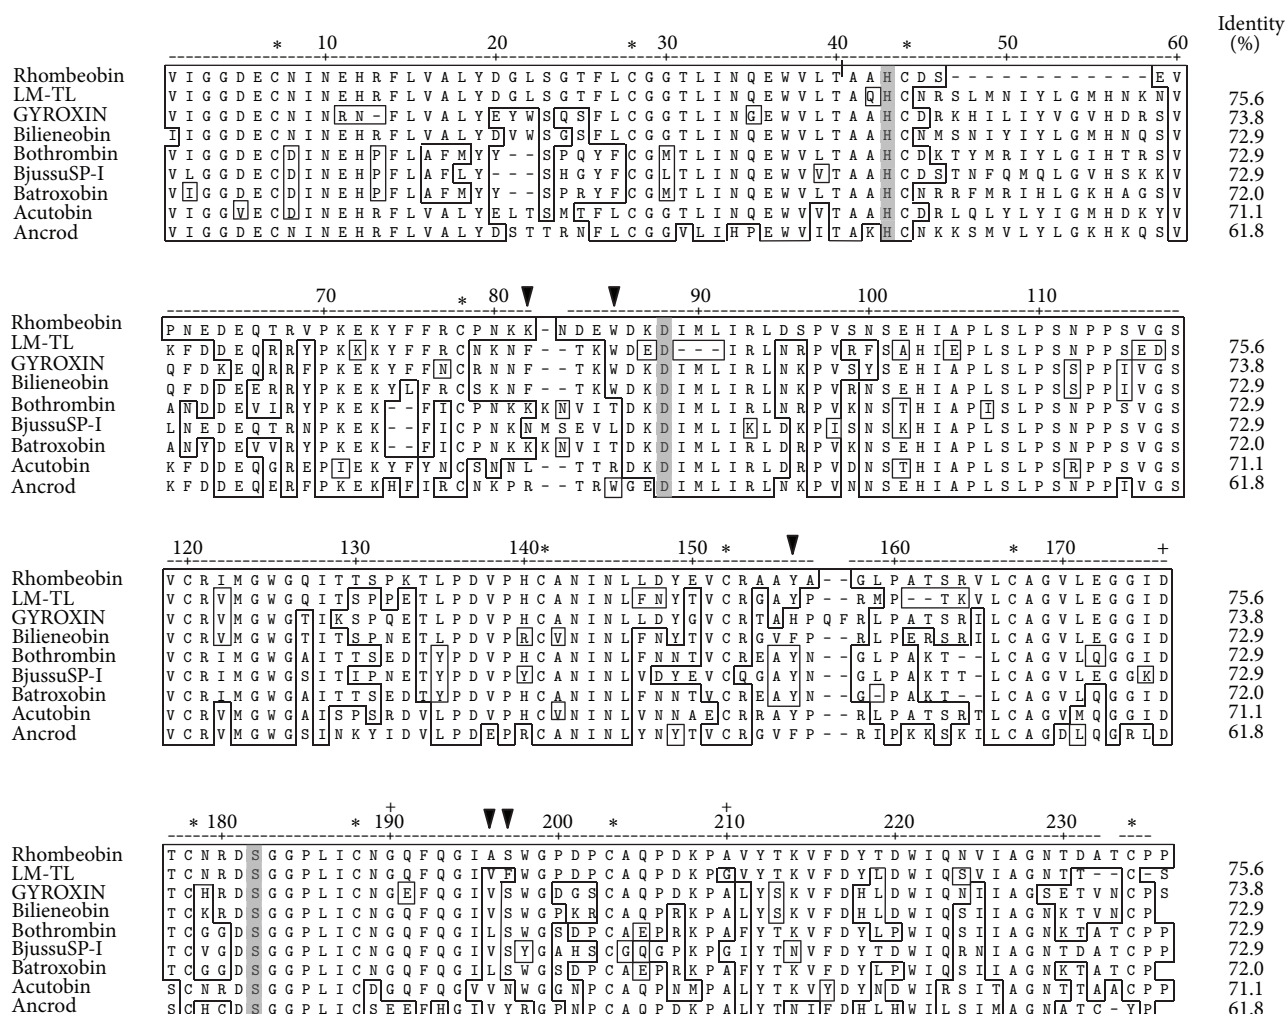 Identity
* 10 20 * 30 40 * 50 60 (%)
Rhombeobin VIGGDECNINEHRFLVALYDGLSGTFLCGGTLINQEWVLTAAHCDS------------EV
LM-TL VIGGDECNINEHRFLVALYDGLSGTFLCGGTLINQEWVLTAQHCNRSLMNIYLGMHNKNV 75.6
GYROXIN VIGGDECNINRN-FLVALYEYWSQSFLCGGTLINGEWVLTAAHCDRKHILIYVGVHDRSV 73.8
Bilieneobin IIGGDECNINEHRFLVALYDVWSGSFLCGGTLINQEWVLTAAHCNMSNIYIYLGMHNQSV 72.9
Bothrombin VIGGDECDINEHPFLAFMYY--SPQYFCGMTLINQEWVLTAAHCDKTYMRIYLGIHTRSV 72.9
BjussuSP-I VLGGDECDINEHPFLAFLY---SHGYFCGLTLINQEWVVTAAHCDSTNFQMQLGVHSKKV 72.9
Batroxobin VIGGDECDINEHPFLAFMYY--SPRYFCGMTLINQEWVLTAAHCNRRFMRIHLGKHAGSV 72.0
Acutobin VIGGVECDINEHRFLVALYELTSMTFLCGGTLINQEWVVTAAHCDRLQLYLYIGMHDKYV 71.1
Ancrod VIGGDECNINEHRFLVALYDSTTRNFLCGGVLIHPEWVITAKHCNKKSMVLYLGKHKQSV 61.8
70 * 80 90 100 110
Rhombeobin PNEDEQTRVPKEKYFFRCPNKK-NDEWDKDIMLIRLDSPVSNSEHIAPLSLPSNPPSVGS
LM-TL KFDDEQRRYPKKKYFFRCNKNF--TKWDED---IRLNRPVRFSAHIEPLSLPSNPPSEDS 75.6
GYROXIN QFDKEQRRFPKEKYFFNCRNNF--TKWDKDIMLIRLNKPVSYSEHIAPLSLPSSPPIVGS 73.8
Bilieneobin QFDDEERRYPKEKYLFRCSKNF--TKWDKDIMLIRLNKPVRNSEHIAPLSLPSSPPIVGS 72.9
Bothrombin ANDDEVIRYPKEK--FICPNKKKNVITDKDIMLIRLNRPVKNSTHIAPISLPSNPPSVGS 72.9
BjussuSP-I LNEDEQTRNPKEK--FICPNKNMSEVLDKDIMLIKLDKPISNSKHIAPLSLPSNPPSVGS 72.9
Batroxobin ANYDEVVRYPKEK--FICPNKKKNVITDKDIMLIRLDRPVKNSEHIAPLSLPSNPPSVGS 72.0
Acutobin KFDDEQGREPIEKYFYNCSNNL--TTRDKDIMLIRLDRPVDNSTHIAPLSLPSRPPSVGS 71.1
Ancrod KFDDEQERFPKEKHFIRCNKPR--TRWGEDIMLIRLNKPVNNSEHIAPLSLPSNPPIVGS 61.8
120 130 140* 150 * 160 * 170 +
Rhombeobin VCRIMGWGQITTSPKTLPDVPHCANINLLDYEVCRAAYA--GLPATSRVLCAGVLEGGID
LM-TL VCRVMGWGQITSPPETLPDVPHCANINLFNYTVCRGAYP--RMP--TKVLCAGVLEGGID 75.6
GYROXIN VCRVMGWGTIKSPQETLPDVPHCANINLLDYGVCRTAHPQFRLPATSRILCAGVLEGGID 73.8
Bilieneobin VCRVMGWGTITSPNETLPDVPRCVNINLFNYTVCRGVFP--RLPERSRILCAGVLEGGID 72.9
Bothrombin VCRIMGWGAITTSEDTYPDVPHCANINLFNNTVCREAYN--GLPAKT--LCAGVLQGGID 72.9
BjussuSP-I VCRIMGWGSITIPNETYPDVPYCANINLVDYEVCQGAYN--GLPAKTT-LCAGVLEGGKD 72.9
Batroxobin VCRIMGWGAITTSEDTYPDVPHCANINLFNNTVCREAYN--G-PAKT--LCAGVLQGGID 72.0
Acutobin VCRVMGWGAISPSRDVLPDVPHCVNINLVNNAECRRAYP--RLPATSRTLCAGVMQGGID 71.1
Ancrod VCRVMGWGSINKYIDVLPDEPRCANINLYNYTVCRGVFP--RIPKKSKILCAGDLQGRLD 61.8
+ +
* 180 * 190 200 * 210 220 230 *
Rhombeobin TCNRDSGGPLICNGQFQGIASWGPDPCAQPDKPAVYTKVFDYTDWIQNVIAGNTDATCPP
LM-TL TCNRDSGGPLICNGQFQGIVFWGPDPCAQPDKPGVYTKVFDYLDWIQSVIAGNTT--C-S 75.6
GYROXIN TCHRDSGGPLICNGEFQGIVSWGDGSCAQPDKPALYSKVFDHLDWIQNIIAGSETVNCPS 73.8
Bilieneobin TCKRDSGGPLICNGQFQGIVSWGPKRCAQPRKPALYSKVFDHLDWIQSIIAGNKTVNCP 72.9
Bothrombin TCGGDSGGPLICNGQFQGILSWGSDPCAEPRKPAFYTKVFDYLPWIQSIIAGNKTATCPP 72.9
BjussuSP-I TCVGDSGGPLICNGQFQGIVSYGAHSCGQGPKPGIYTNVFDYTDWIQRNIAGNTDATCPP 72.9
Batroxobin TCGGDSGGPLICNGQFQGILSWGSDPCAEPRKPAFYTKVFDYLPWIQSIIAGNKTATCP 72.0
Acutobin SCNRDSGGPLICDGQFQGVVNWGGNPCAQPNMPALYTKVYDYNDWIRSITAGNTTAACPP 71.1
Ancrod SCHCDSGGPLICSEEFHGIVYRGPNPCAQPDKPALYTNIFDHLHWILSIMAGNATC-YP 61.8